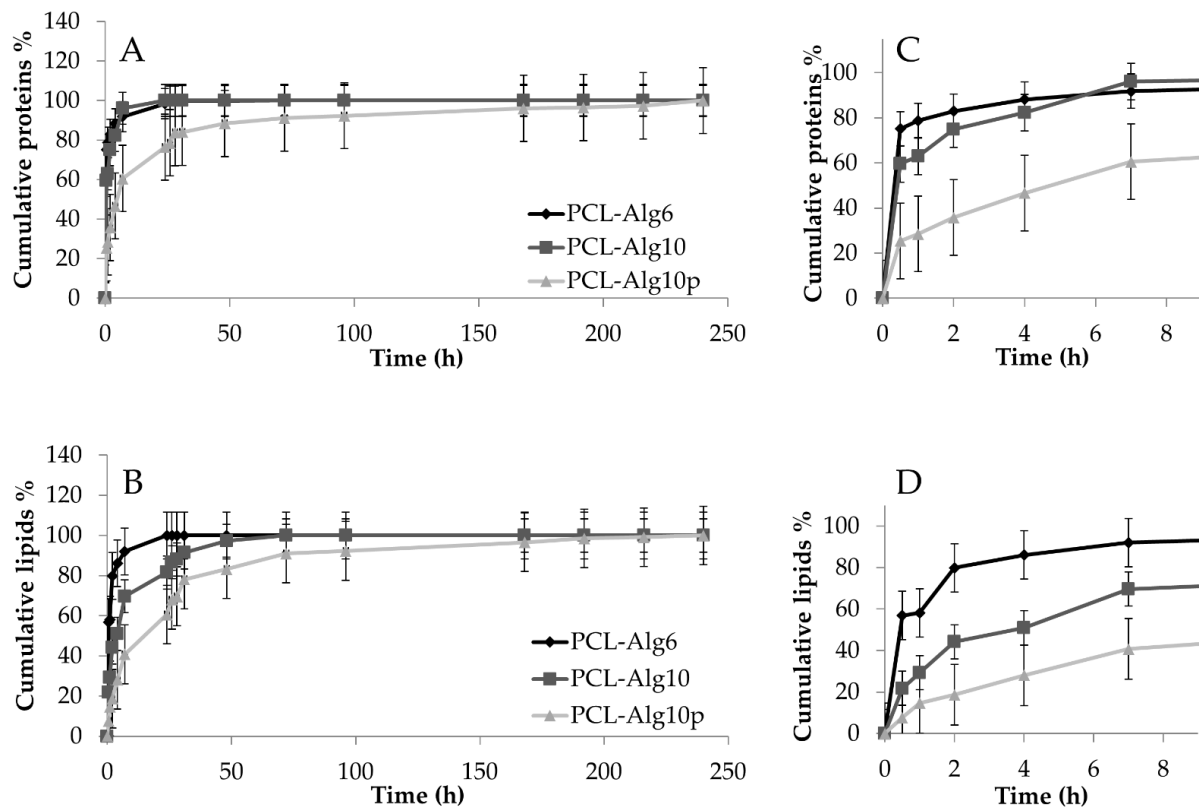 A
Cumulative proteins %
140
120
100
80
60
40
20
0
PCL-Alg6
PCL-Alg10
PCL-Alg10p
0 50 100 150 200 250
Time (h)
C
Cumulative proteins %
100
80
60
40
20
0
0 2 4 6 8
Time (h)
B
Cumulative lipids %
140
120
100
80
60
40
20
0
PCL-Alg6
PCL-Alg10
PCL-Alg10p
0 50 100 150 200 250
Time (h)
D
Cumulative lipids %
100
80
60
40
20
0
0 2 4 6 8
Time (h)